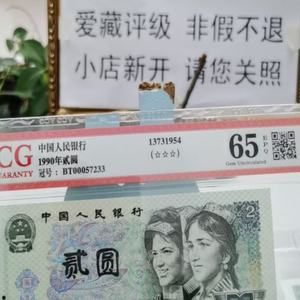 爱藏评级 非假不退
小店新开 请您关照
CG
WARRANTY
中国人民银行
1990年贰圆
冠号：BT00057233
13731954
(☆☆☆)
65
EPQ
Gem Uncirculated
中国人民银行
贰圆
2